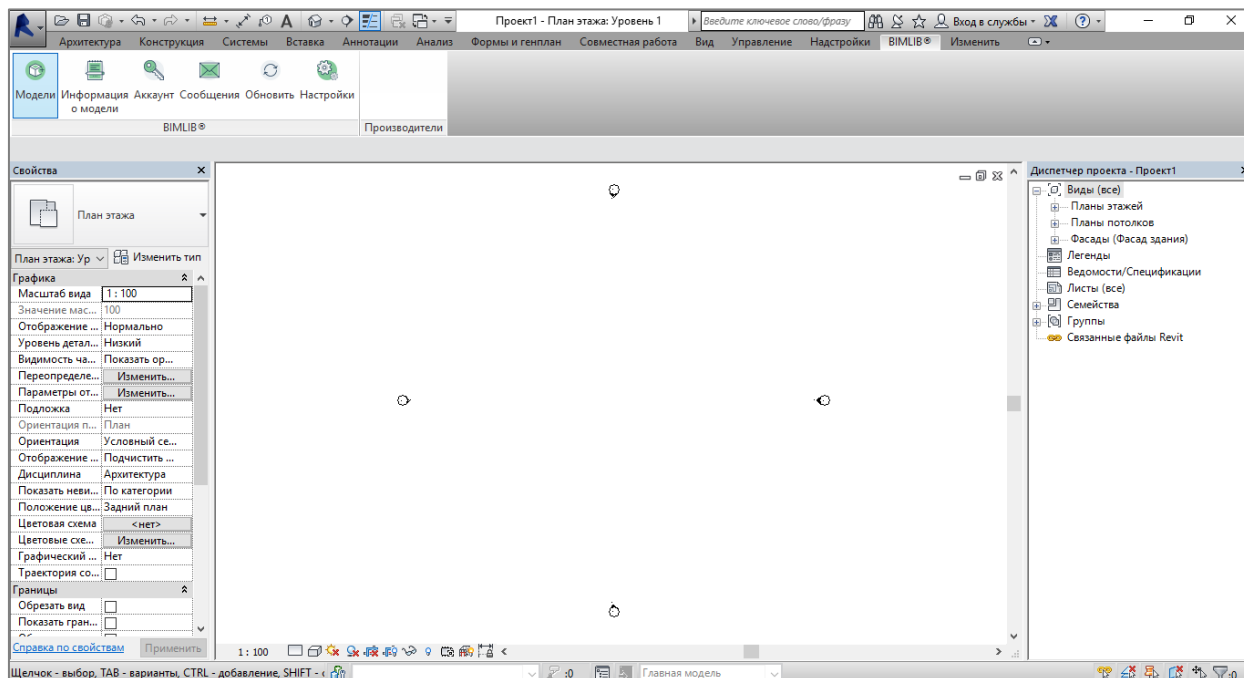 Проект1 - План этажа: Уровень 1
Введите ключевое слово/фразу
Вход в службы
Архитектура Конструкция Системы Вставка Аннотации Анализ Формы и генплан Совместная работа Вид Управление Надстройки BIMLIB® Изменить
Модели Информация о модели Аккаунт Сообщения Обновить Настройки
BIMLIB® Производители
Свойства
План этажа
План этажа: Ур
Изменить тип
Графика
Масштаб вида 1 : 100
Значение мас... 100
Отображение ... Нормально
Уровень детал... Низкий
Видимость ча... Показать ор...
Переопределе... Изменить...
Параметры от... Изменить...
Подложка Нет
Ориентация п... План
Ориентация Условный се...
Отображение ... Подчистить ...
Дисциплина Архитектура
Показать неви... По категории
Положение цв... Задний план
Цветовая схема <нет>
Цветовые схе... Изменить...
Графический ... Нет
Траектория со...
Границы
Обрезать вид
Показать гран...
Справка по свойствам Применить
1 : 100
Диспетчер проекта - Проект1
Виды (все)
Планы этажей
Планы потолков
Фасады (Фасад здания)
Легенды
Ведомости/Спецификации
Листы (все)
Семейства
Группы
Связанные файлы Revit
Щелчок - выбор, TAB - варианты, CTRL - добавление, SHIFT - с
:0
Главная модель
:0